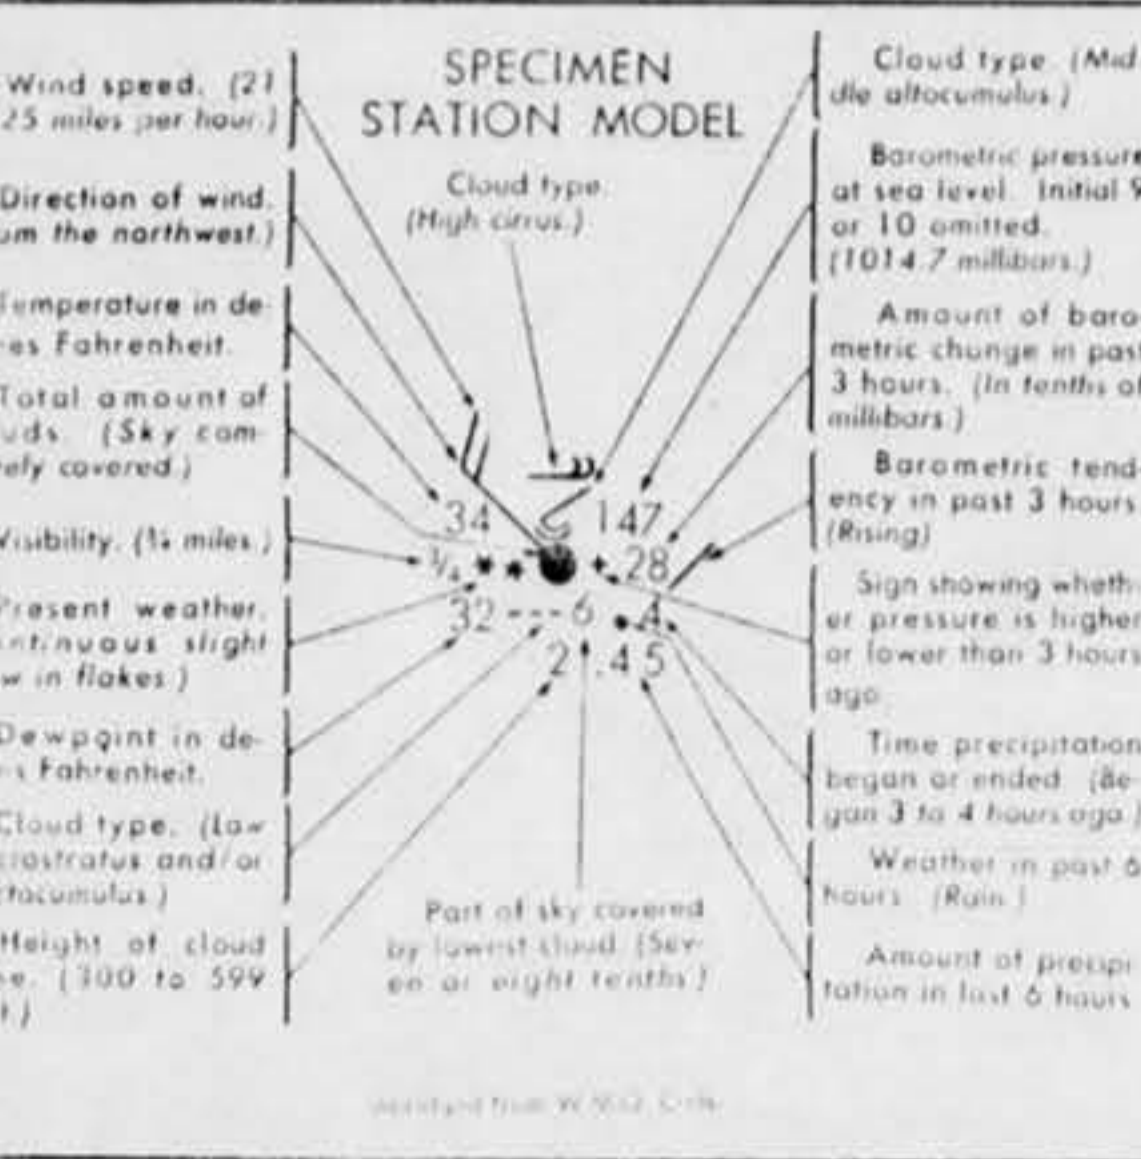 SPECIMEN
STATION MODEL
Wind speed. (21
25 miles per hour.)
Direction of wind.
um the northwest.)
Temperature in de-
es Fahrenheit.
Total amount of
uds. (Sky com-
ely covered.)
Visibility. (¾ miles.)
Present weather.
ntinuous slight
w in flakes.)
Dewpoint in de-
Fahrenheit.
Cloud type. (Low
and/or
Height of cloud
(300 to 599
Cloud type.
(High cirrus.)
34
147
28
32
6
4
2
.45
Part of sky covered
by lowest cloud. (Sev-
en or eight tenths.)
Cloud type. (Mid-
dle altocumulus.)
Barometric pressure
at sea level. Initial 9
or 10 omitted.
(1014.7 millibars.)
Amount of baro-
metric change in past
3 hours. (In tenths of
millibars.)
Barometric tend-
ency in past 3 hours.
(Rising)
Sign showing wheth-
er pressure is higher
or lower than 3 hours
ago.
Time precipitation
began or ended. (Be-
gan 3 to 4 hours ago.)
Weather in past 6
hours. (Rain.)
Amount of precipi-
tation in last 6 hours.